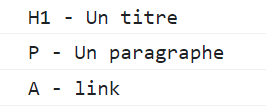 H1 - Un titre
P - Un paragraphe
A - link